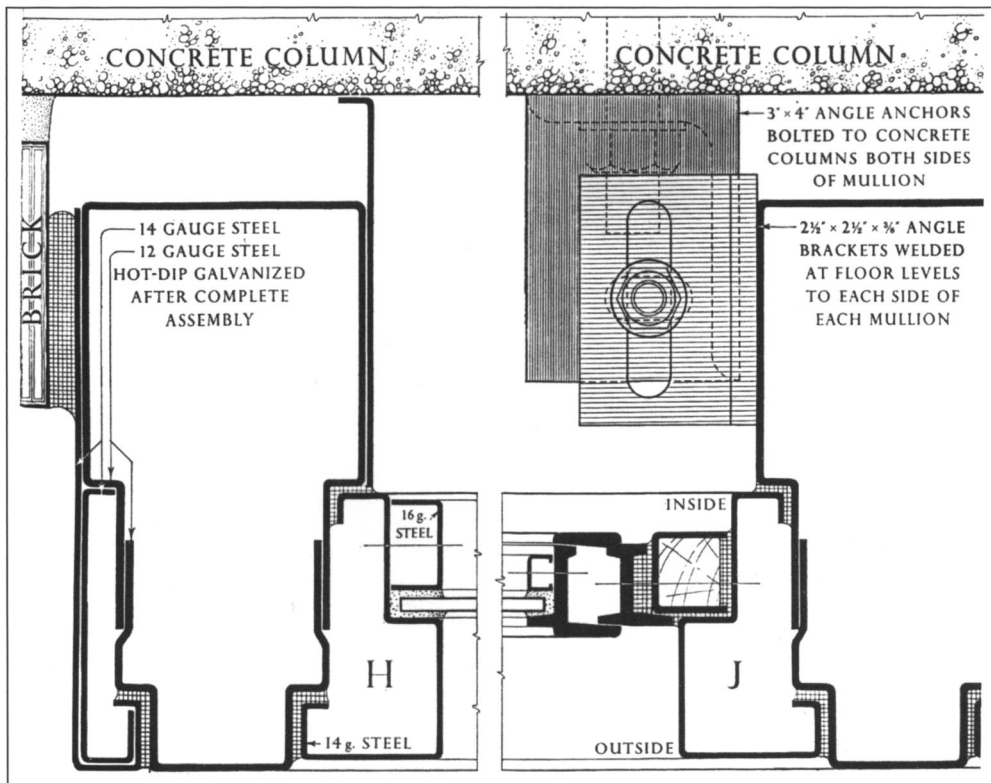 CONCRETE COLUMN
CONCRETE COLUMN
3" × 4" ANGLE ANCHORS
BOLTED TO CONCRETE
COLUMNS BOTH SIDES
OF MULLION
BRICK
14 GAUGE STEEL
12 GAUGE STEEL
HOT-DIP GALVANIZED
AFTER COMPLETE
ASSEMBLY
2½" × 2½" × ⅜" ANGLE
BRACKETS WELDED
AT FLOOR LEVELS
TO EACH SIDE OF
EACH MULLION
16 g.
STEEL
INSIDE
H
J
14 g. STEEL
OUTSIDE